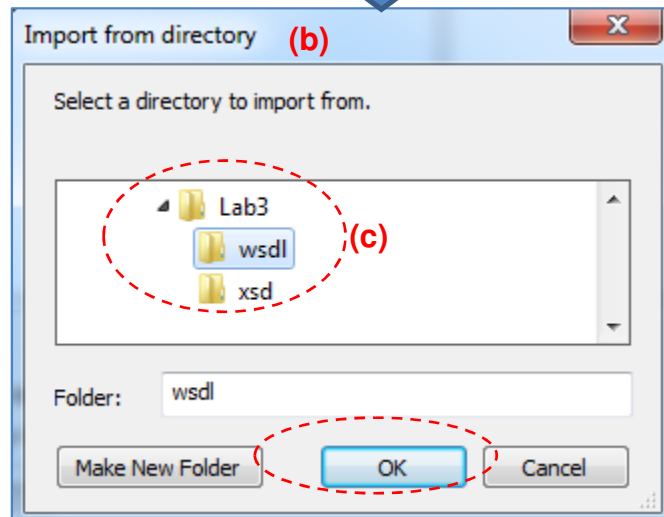 Import from directory (b)
Select a directory to import from.
Lab3
wsdl (c)
xsd
Folder: wsdl
Make New Folder OK Cancel